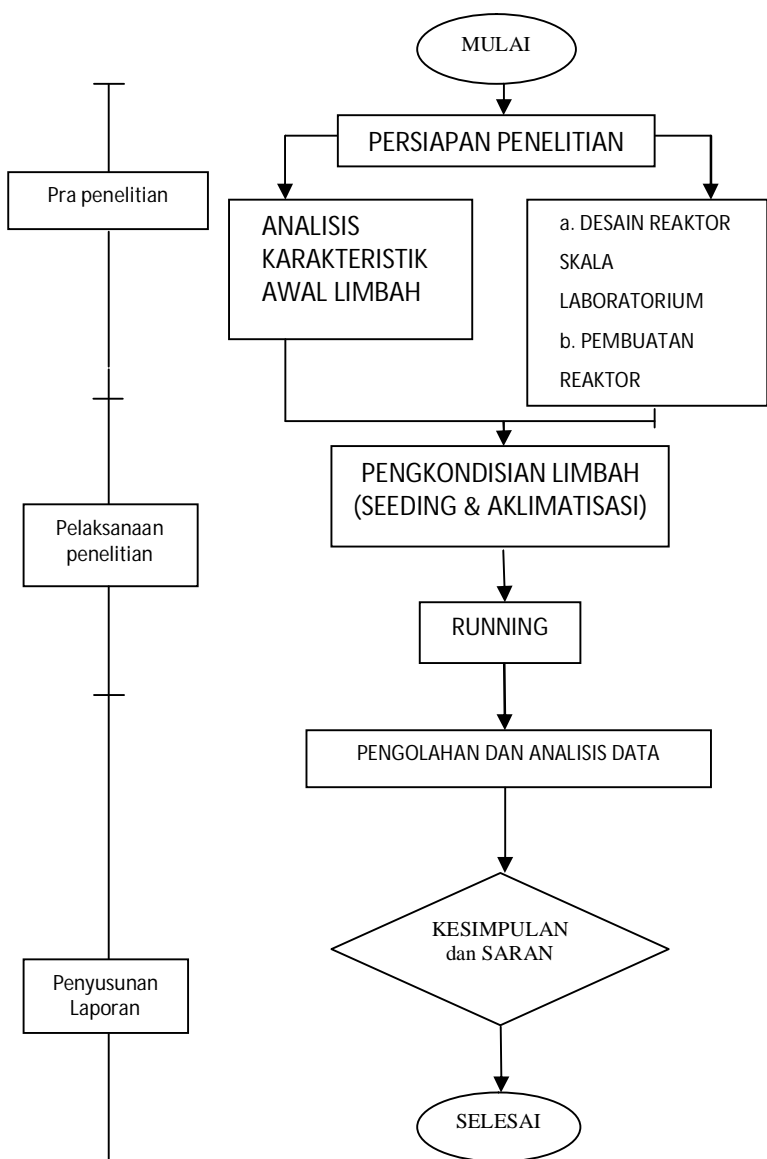 MULAI
PERSIAPAN PENELITIAN
Pra penelitian
ANALISIS
KARAKTERISTIK
AWAL LIMBAH
a. DESAIN REAKTOR
SKALA
LABORATORIUM
b. PEMBUATAN
REAKTOR
PENGKONDISIAN LIMBAH
(SEEDING & AKLIMATISASI)
Pelaksanaan
penelitian
RUNNING
PENGOLAHAN DAN ANALISIS DATA
KESIMPULAN
dan SARAN
Penyusunan
Laporan
SELESAI